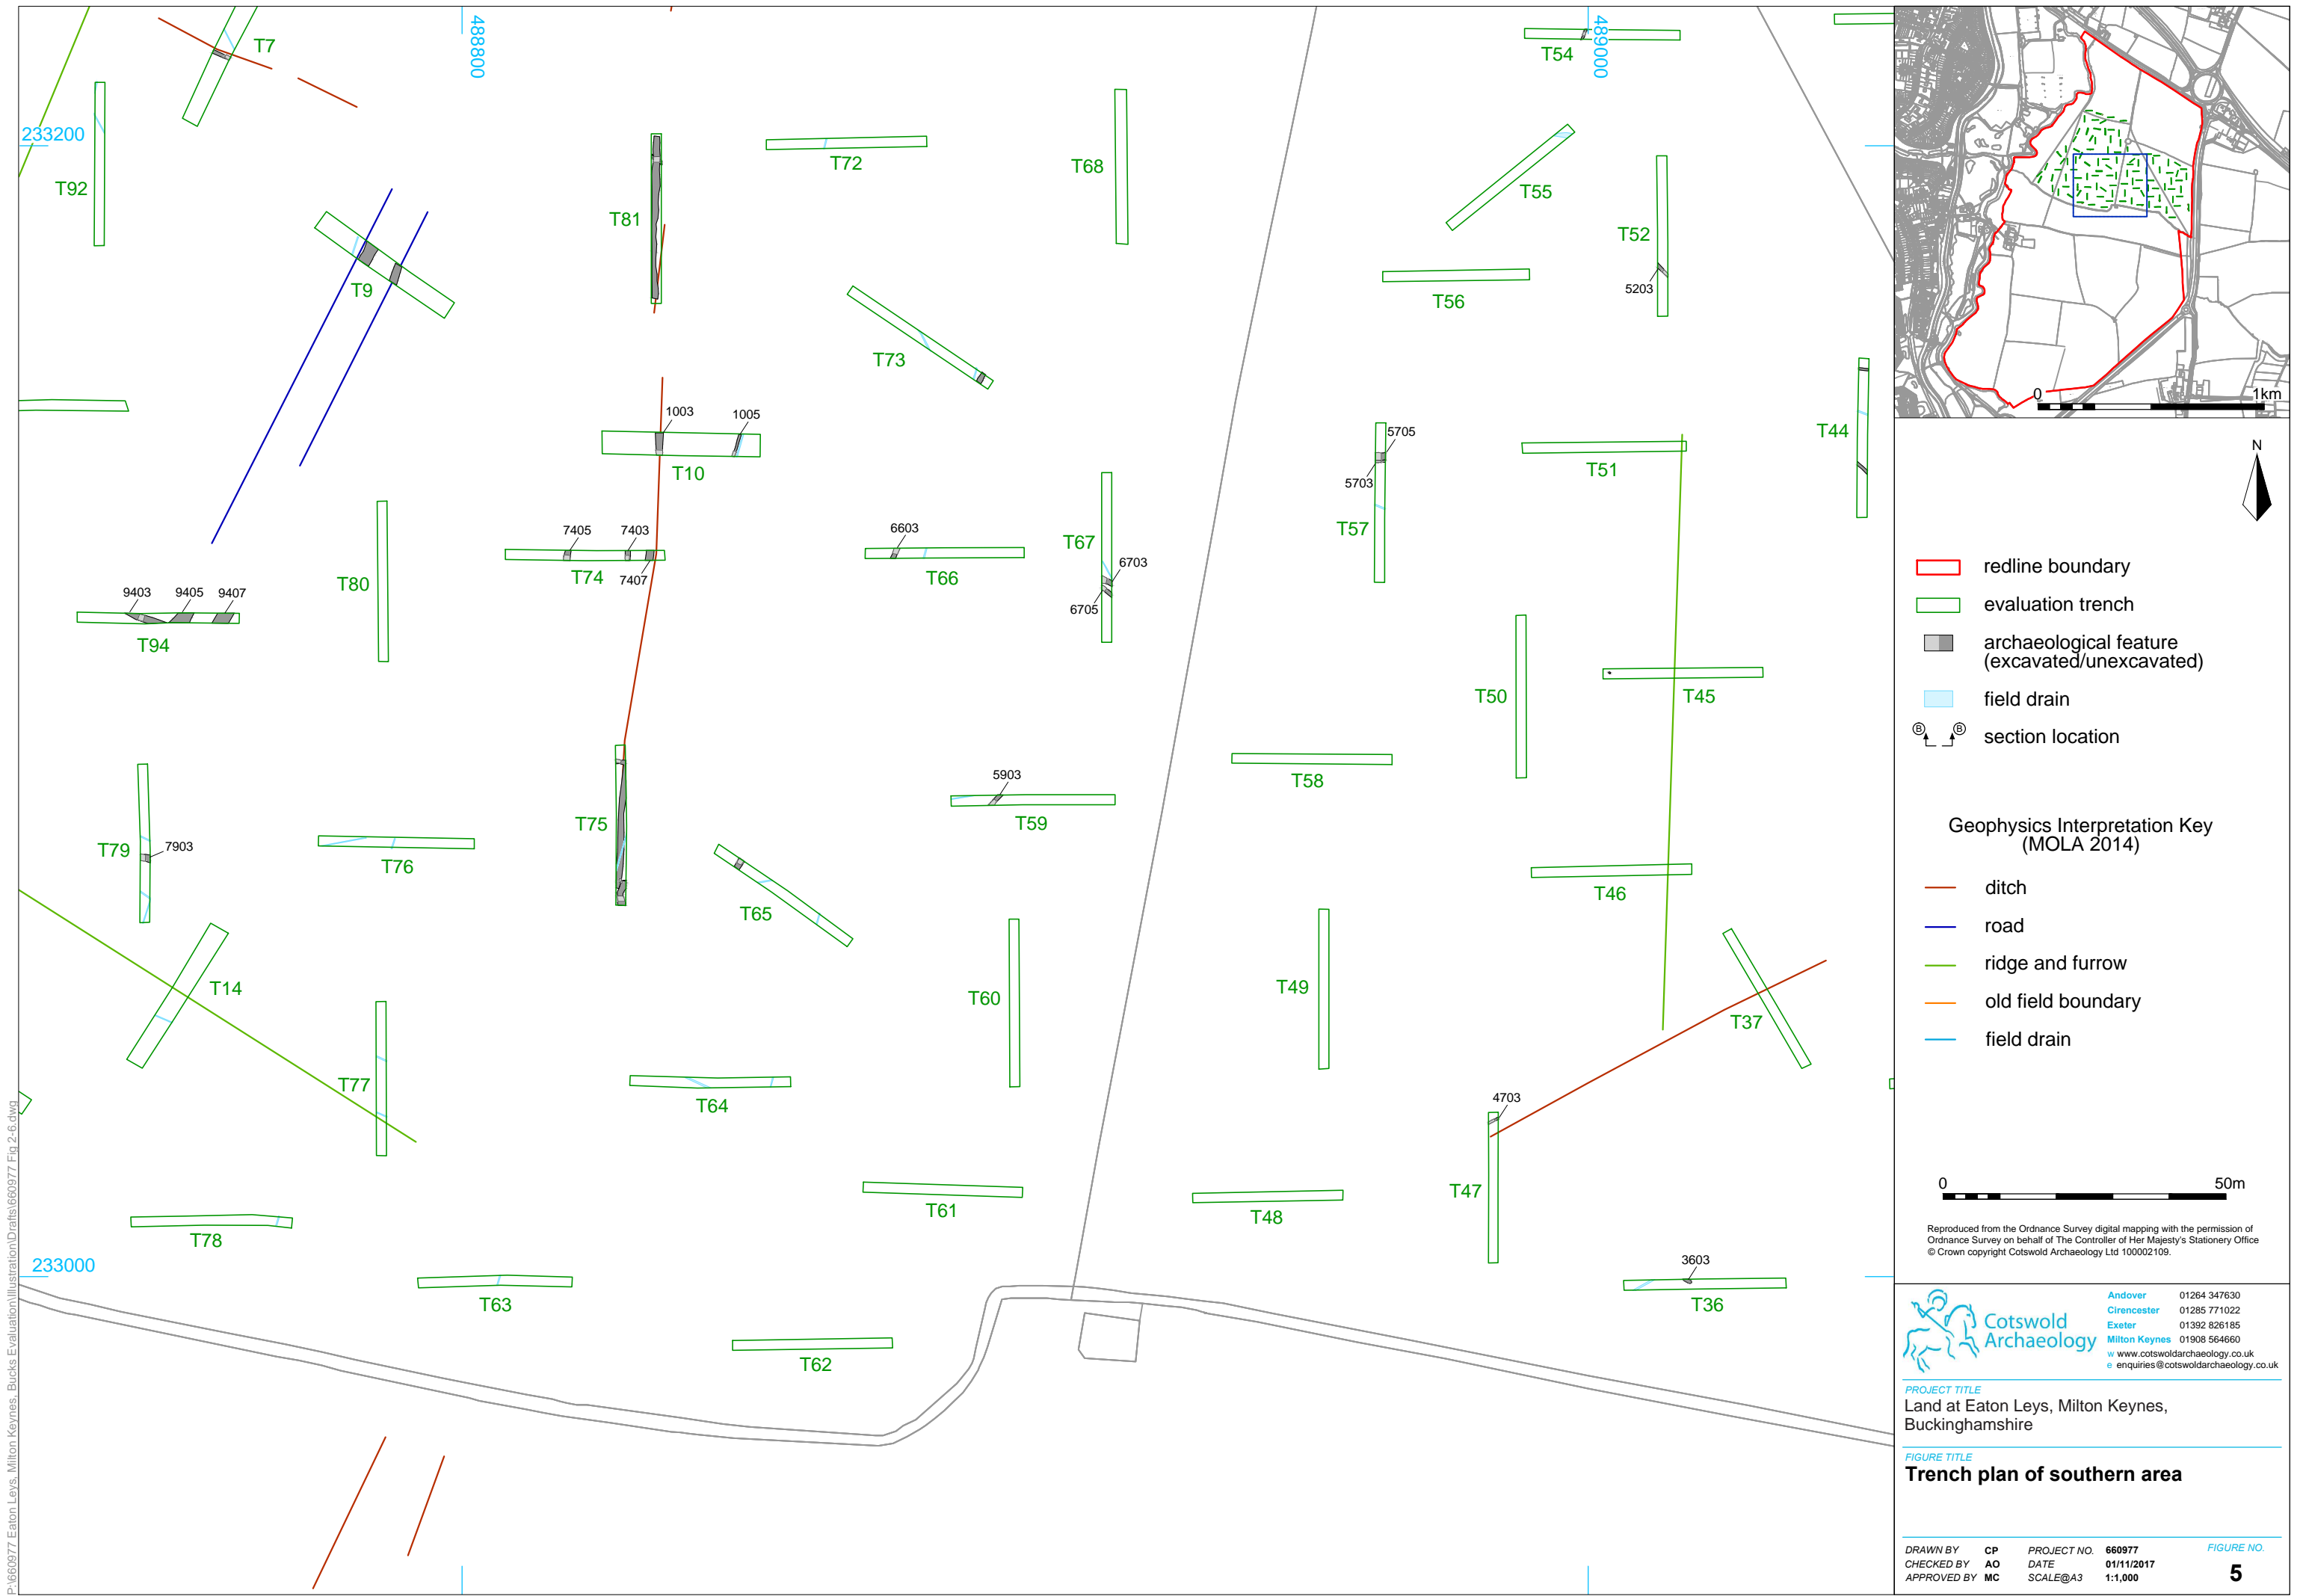 488800
489000
T7
T54
233200
T92
T72
T68
T81
T55
T52
5203
T9
T56
T73
1003
1005
T10
5705
5703
T51
T44
T57
7405
7403
6603
T67
T74
7407
T66
6703
6705
T80
9403
9405
9407
T94
T50
T45
T58
5903
T59
T75
T79
7903
T76
T65
T46
T14
T60
T49
T37
T77
T64
4703
T61
T48
T47
T78
233000
3603
T63
T36
T62
P:\660977 Eaton Leys, Milton Keynes, Bucks Evaluation\Illustration\Drafts\660977 Fig 2-6.dwg
0
1km
N
redline boundary
evaluation trench
archaeological feature
(excavated/unexcavated)
field drain
B B
section location
Geophysics Interpretation Key
(MOLA 2014)
ditch
road
ridge and furrow
old field boundary
field drain
0
50m
Reproduced from the Ordnance Survey digital mapping with the permission of
Ordnance Survey on behalf of The Controller of Her Majesty's Stationery Office
© Crown copyright Cotswold Archaeology Ltd 100002109.
Cotswold
Archaeology
Andover 01264 347630
Cirencester 01285 771022
Exeter 01392 826185
Milton Keynes 01908 564660
w www.cotswoldarchaeology.co.uk
e enquiries@cotswoldarchaeology.co.uk
PROJECT TITLE
Land at Eaton Leys, Milton Keynes,
Buckinghamshire
FIGURE TITLE
Trench plan of southern area
DRAWN BY CP PROJECT NO. 660977 FIGURE NO.
CHECKED BY AO DATE 01/11/2017
APPROVED BY MC SCALE@A3 1:1,000
5